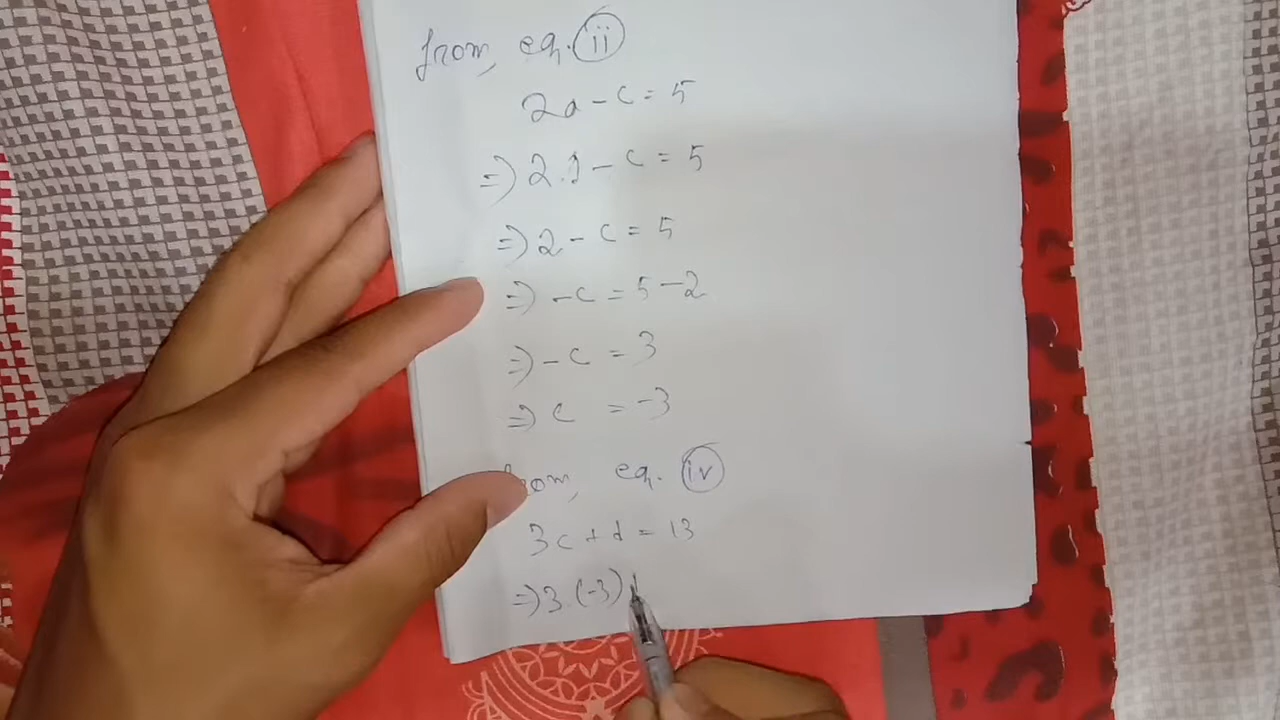 from, eq. (ii)
2a - c = 5
=> 2.1 - c = 5
=> 2 - c = 5
=> -c = 5 - 2
=> -c = 3
=> c = -3
from, eq. (iv)
3c + d = 13
=> 3.(-3)